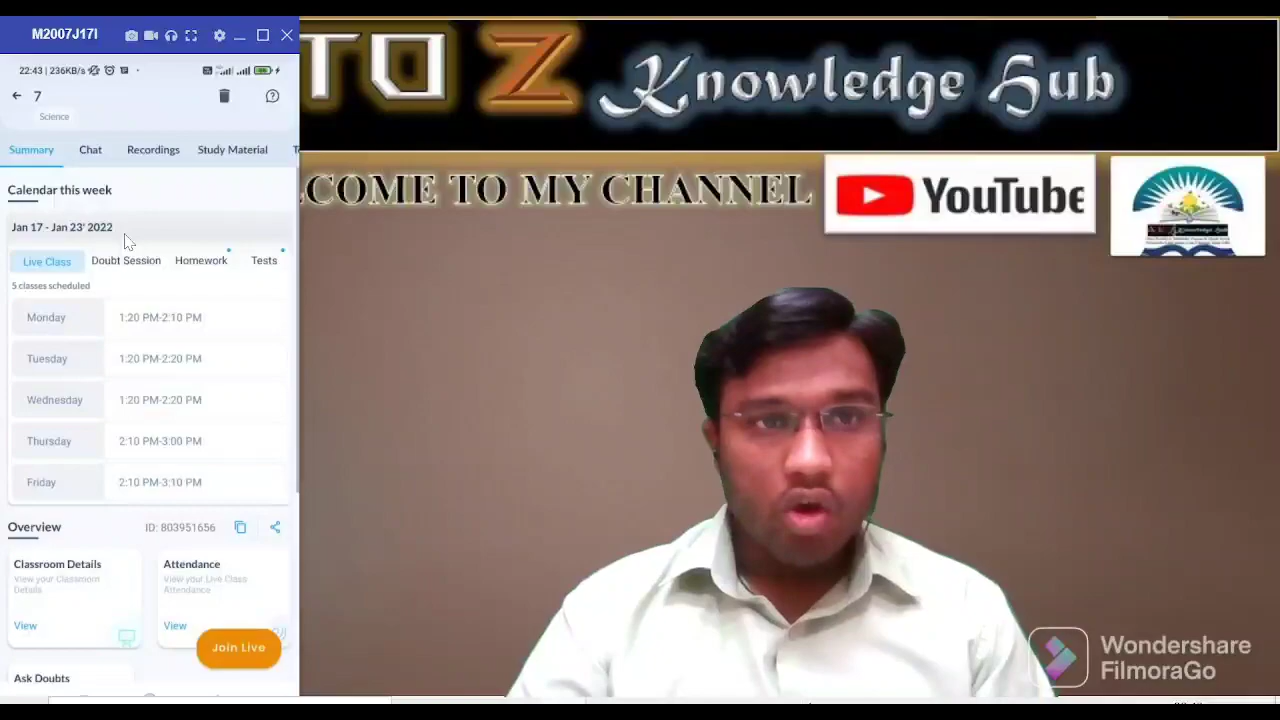 M2007J17I
22:43 | 236KB/s
7
Science
Summary Chat Recordings Study Material
Calendar this week
Jan 17 - Jan 23' 2022
Live Class Doubt Session Homework Tests
5 classes scheduled
Monday 1:20 PM-2:10 PM
Tuesday 1:20 PM-2:20 PM
Wednesday 1:20 PM-2:20 PM
Thursday 2:10 PM-3:00 PM
Friday 2:10 PM-3:10 PM
Overview ID: 803951656
Classroom Details
View your Classroom
Details
View
Attendance
View your Live Class
Attendance
View
Join Live
Ask Doubts
TO Z Knowledge Hub
COME TO MY CHANNEL
YouTube
Wondershare
FilmoraGo